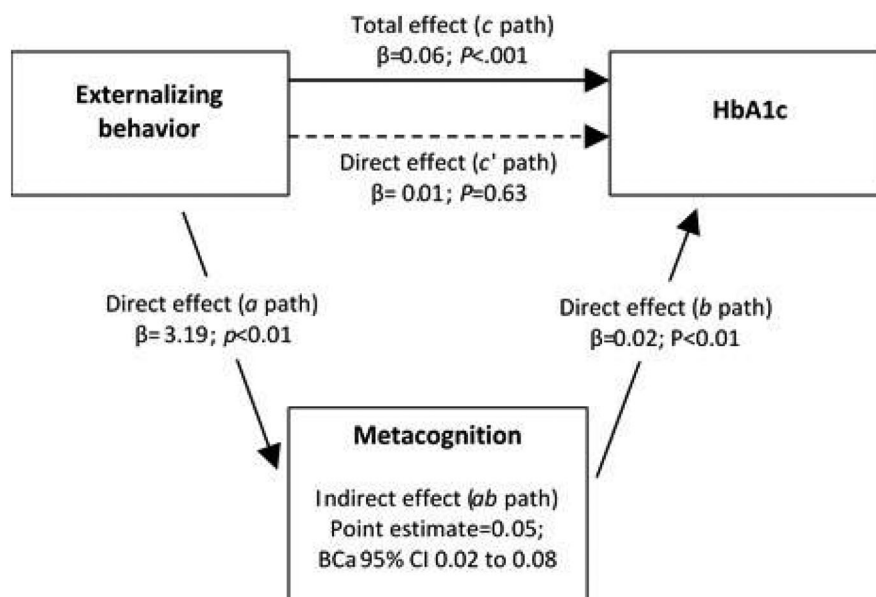 Total effect (c path)
β=0.06; P<.001
Externalizing
behavior
HbA1c
Direct effect (c' path)
β= 0.01; P=0.63
Direct effect (a path)
β= 3.19; p<0.01
Direct effect (b path)
β=0.02; P<0.01
Metacognition
Indirect effect (ab path)
Point estimate=0.05;
BCa 95% CI 0.02 to 0.08